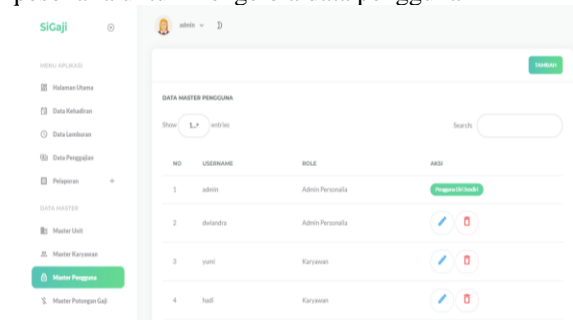 SiGaji
admin
MENU APLIKASI
TAMBAH
Halaman Utama
DATA MASTER PENGGUNA
Data Kehadiran
Show entries
Search:
Data Lemburan
Data Penggajian
NO USERNAME ROLE AKSI
Pelaporan +
1 admin Admin Personalia
DATA MASTER
2 dwiandra Admin Personalia
Master Unit
Master Karyawan
3 yuni Karyawan
Master Pengguna
4 hadi Karyawan
Master Potongan Gaji